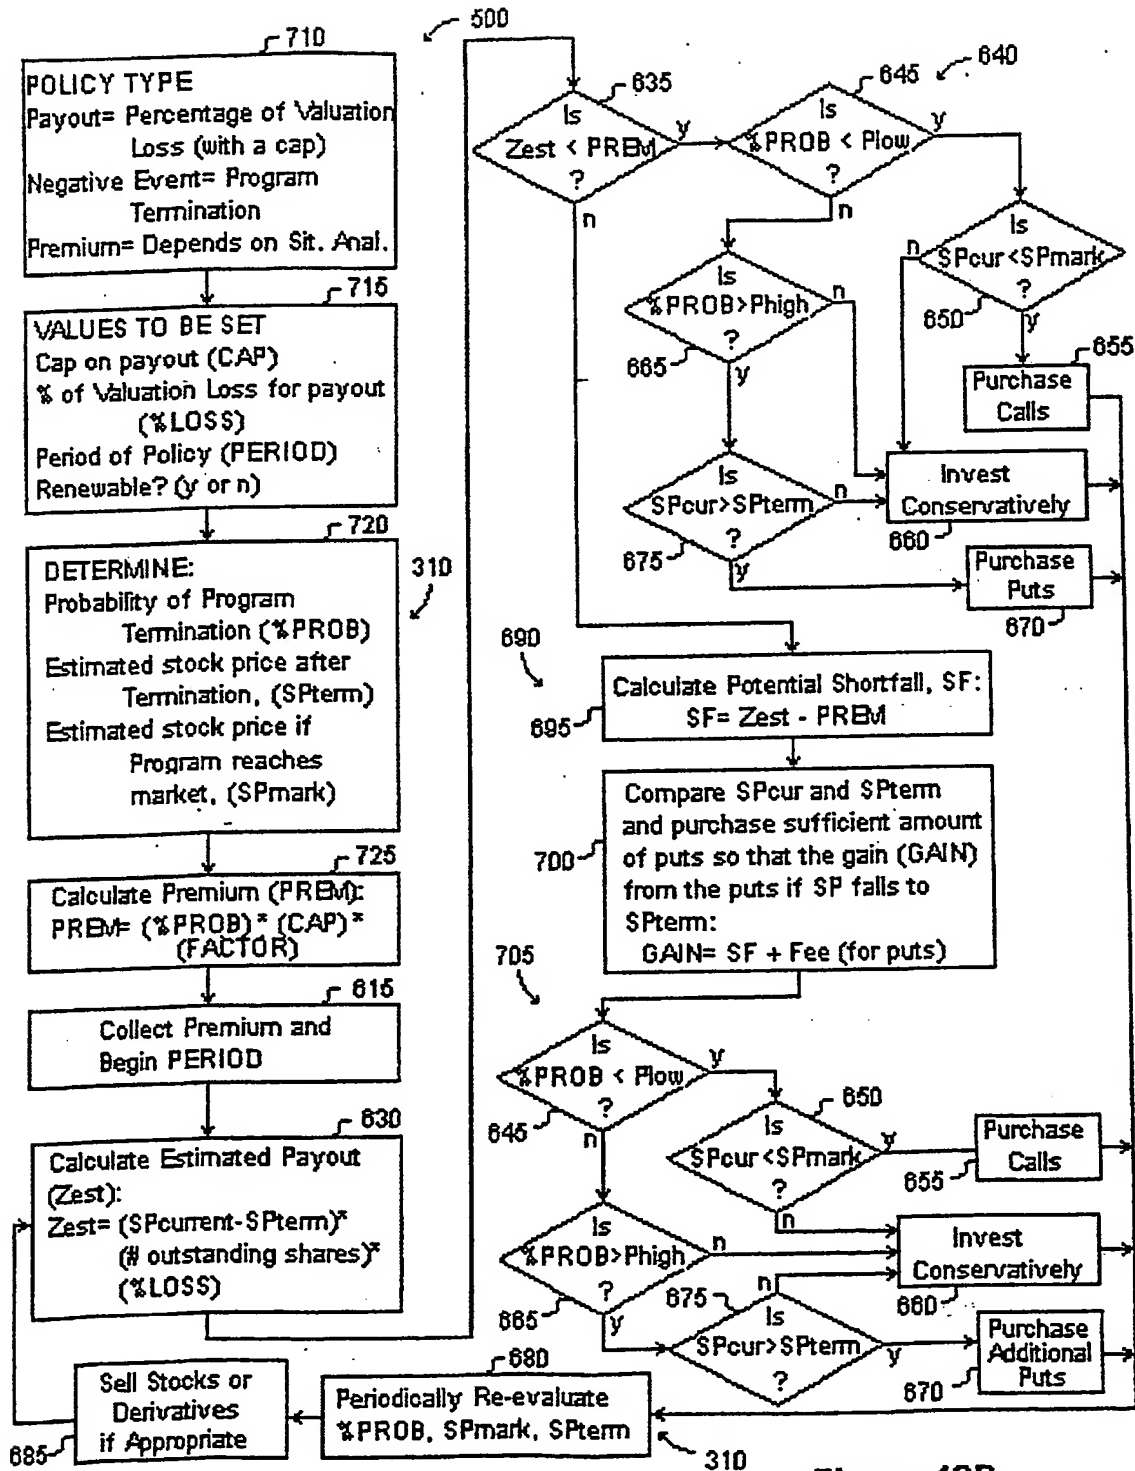 500
710
POLICY TYPE
Payout= Percentage of Valuation
Loss (with a cap)
Negative Event= Program
Termination
Premium= Depends on Sit. Anal.
715
VALUES TO BE SET
Cap on payout (CAP)
% of Valuation Loss for payout
(%LOSS)
Period of Policy (PERIOD)
Renewable? (y or n)
720
DETERMINE:
Probability of Program
Termination (%PROB)
Estimated stock price after
Termination, (SPterm)
Estimated stock price if
Program reaches
market, (SPmark)
310
725
Calculate Premium (PREM):
PREM= (%PROB)* (CAP)*
(FACTOR)
615
Collect Premium and
Begin PERIOD
630
Calculate Estimated Payout
(Zest):
Zest= (SPcurrent-SPterm)*
(# outstanding shares)*
(%LOSS)
635
Is
Zest < PREM
?
y
n
640
645
Is
%PROB < Plow
?
y
n
Is
SPcur<SPmark
?
n
650
y
655
Purchase
Calls
Is
%PROB>Phigh
?
n
665
y
Is
SPcur>SPterm
?
n
675
y
Invest
Conservatively
660
Purchase
Puts
670
690
Calculate Potential Shortfall, SF:
SF= Zest - PREM
695
Compare SPcur and SPterm
and purchase sufficient amount
of puts so that the gain (GAIN)
from the puts if SP falls to
SPterm:
GAIN= SF + Fee (for puts)
700
705
Is
%PROB < Plow
?
y
645
n
650
Is
SPcur<SPmark
?
y
n
Purchase
Calls
655
Is
%PROB>Phigh
?
n
665
y
Invest
Conservatively
660
675
n
Is
SPcur>SPterm
?
y
Purchase
Additional
Puts
670
680
Periodically Re-evaluate
%PROB, SPmark, SPterm
310
Sell Stocks or
Derivatives
if Appropriate
685